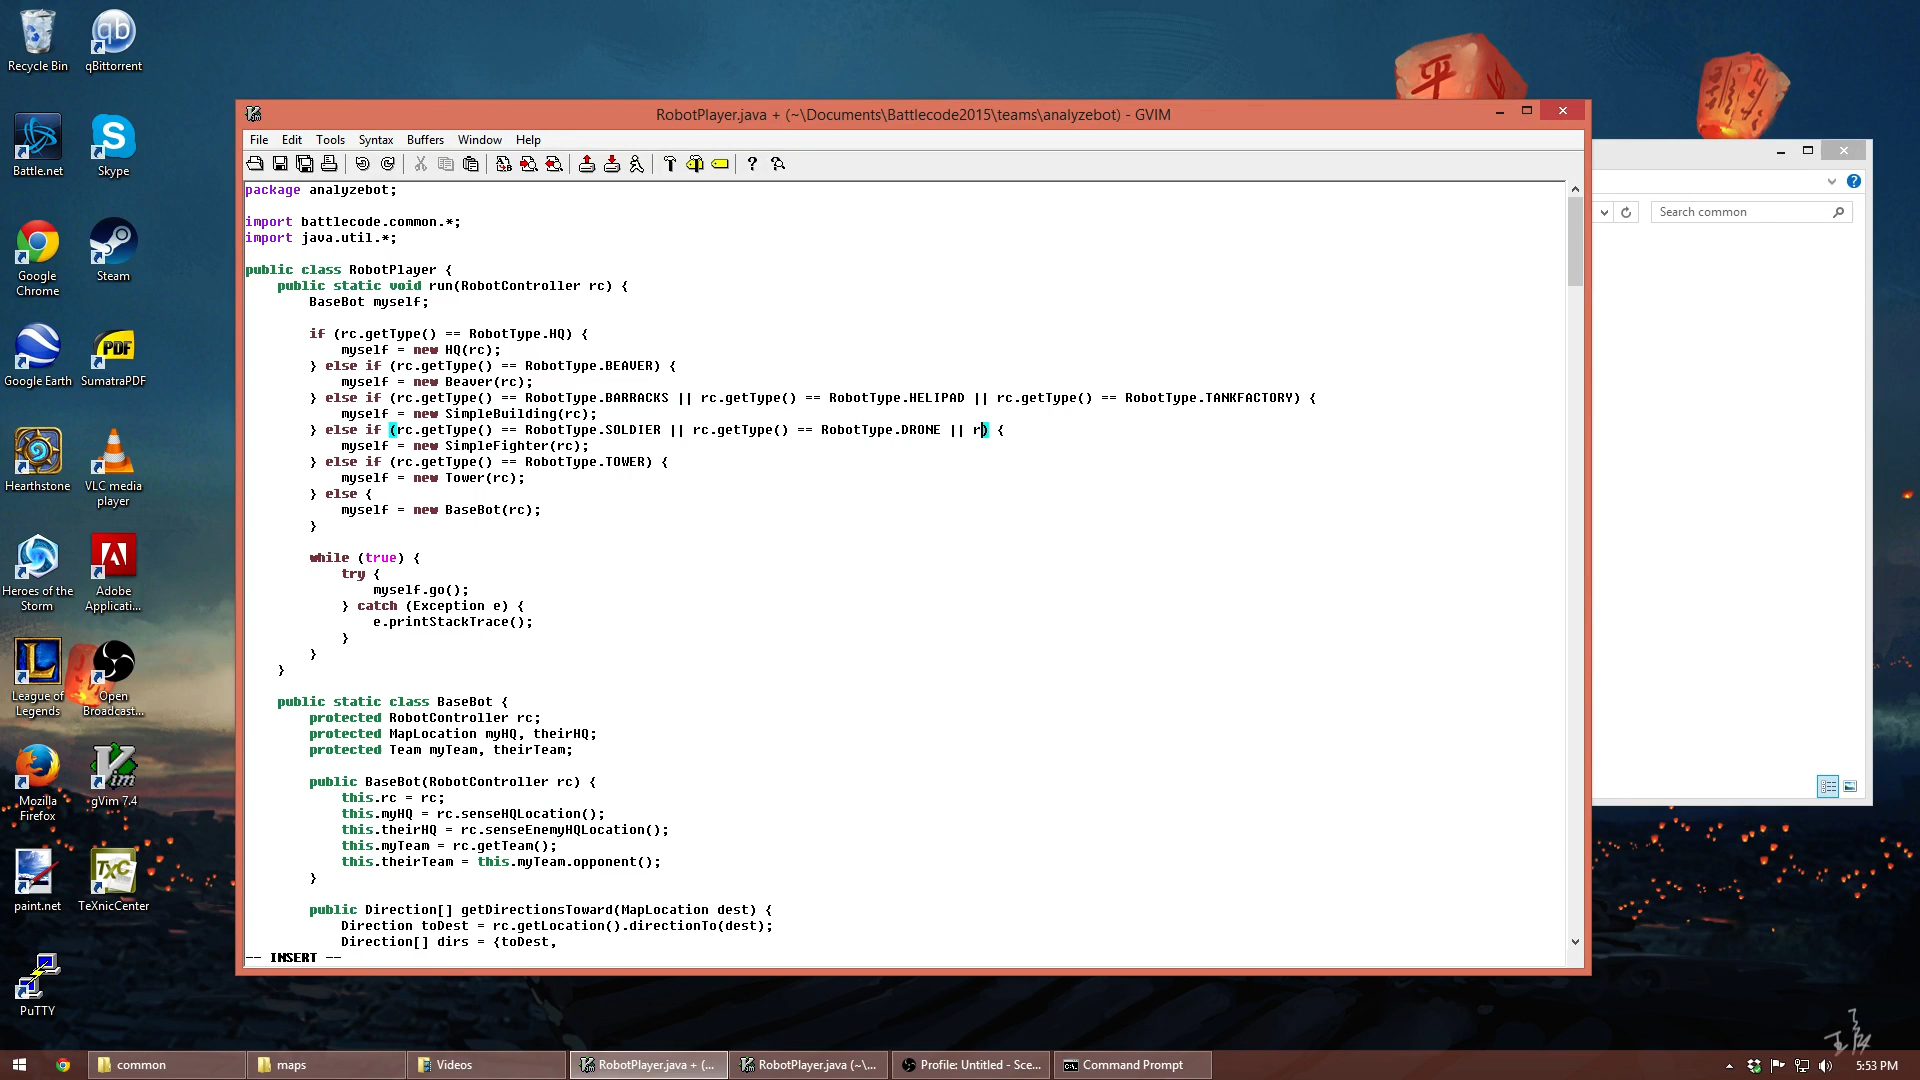 Recycle Bin
qBittorrent
Battle.net
Skype
Google Chrome
Steam
Google Earth
SumatraPDF
Hearthstone
VLC media player
Heroes of the Storm
Adobe Applicati...
League of Legends
Open Broadcast...
Mozilla Firefox
gVim 7.4
paint.net
TeXnicCenter
PuTTY
平
RobotPlayer.java + (~\Documents\Battlecode2015\teams\analyzebot) - GVIM
File Edit Tools Syntax Buffers Window Help
package analyzebot;
import battlecode.common.*;
import java.util.*;
public class RobotPlayer {
public static void run(RobotController rc) {
BaseBot myself;
if (rc.getType() == RobotType.HQ) {
myself = new HQ(rc);
} else if (rc.getType() == RobotType.BEAVER) {
myself = new Beaver(rc);
} else if (rc.getType() == RobotType.BARRACKS || rc.getType() == RobotType.HELIPAD || rc.getType() == RobotType.TANKFACTORY) {
myself = new SimpleBuilding(rc);
} else if (rc.getType() == RobotType.SOLDIER || rc.getType() == RobotType.DRONE || r) {
myself = new SimpleFighter(rc);
} else if (rc.getType() == RobotType.TOWER) {
myself = new Tower(rc);
} else {
myself = new BaseBot(rc);
}
while (true) {
try {
myself.go();
} catch (Exception e) {
e.printStackTrace();
}
}
}
public static class BaseBot {
protected RobotController rc;
protected MapLocation myHQ, theirHQ;
protected Team myTeam, theirTeam;
public BaseBot(RobotController rc) {
this.rc = rc;
this.myHQ = rc.senseHQLocation();
this.theirHQ = rc.senseEnemyHQLocation();
this.myTeam = rc.getTeam();
this.theirTeam = this.myTeam.opponent();
}
public Direction[] getDirectionsToward(MapLocation dest) {
Direction toDest = rc.getLocation().directionTo(dest);
Direction[] dirs = {toDest,
-- INSERT --
Search common
common
maps
Videos
RobotPlayer.java + (...
RobotPlayer.java (~\...
Profile: Untitled - Sce...
Command Prompt
5:53 PM